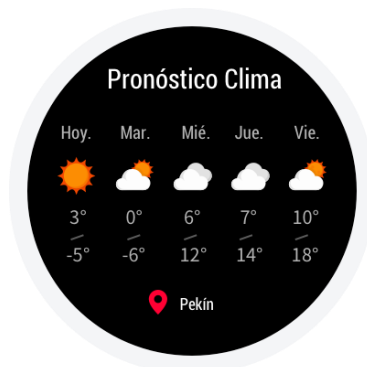 Pronóstico Clima
Hoy. Mar. Mié. Jue. Vie.
3° 0° 6° 7° 10°
-5° -6° 12° 14° 18°
Pekín